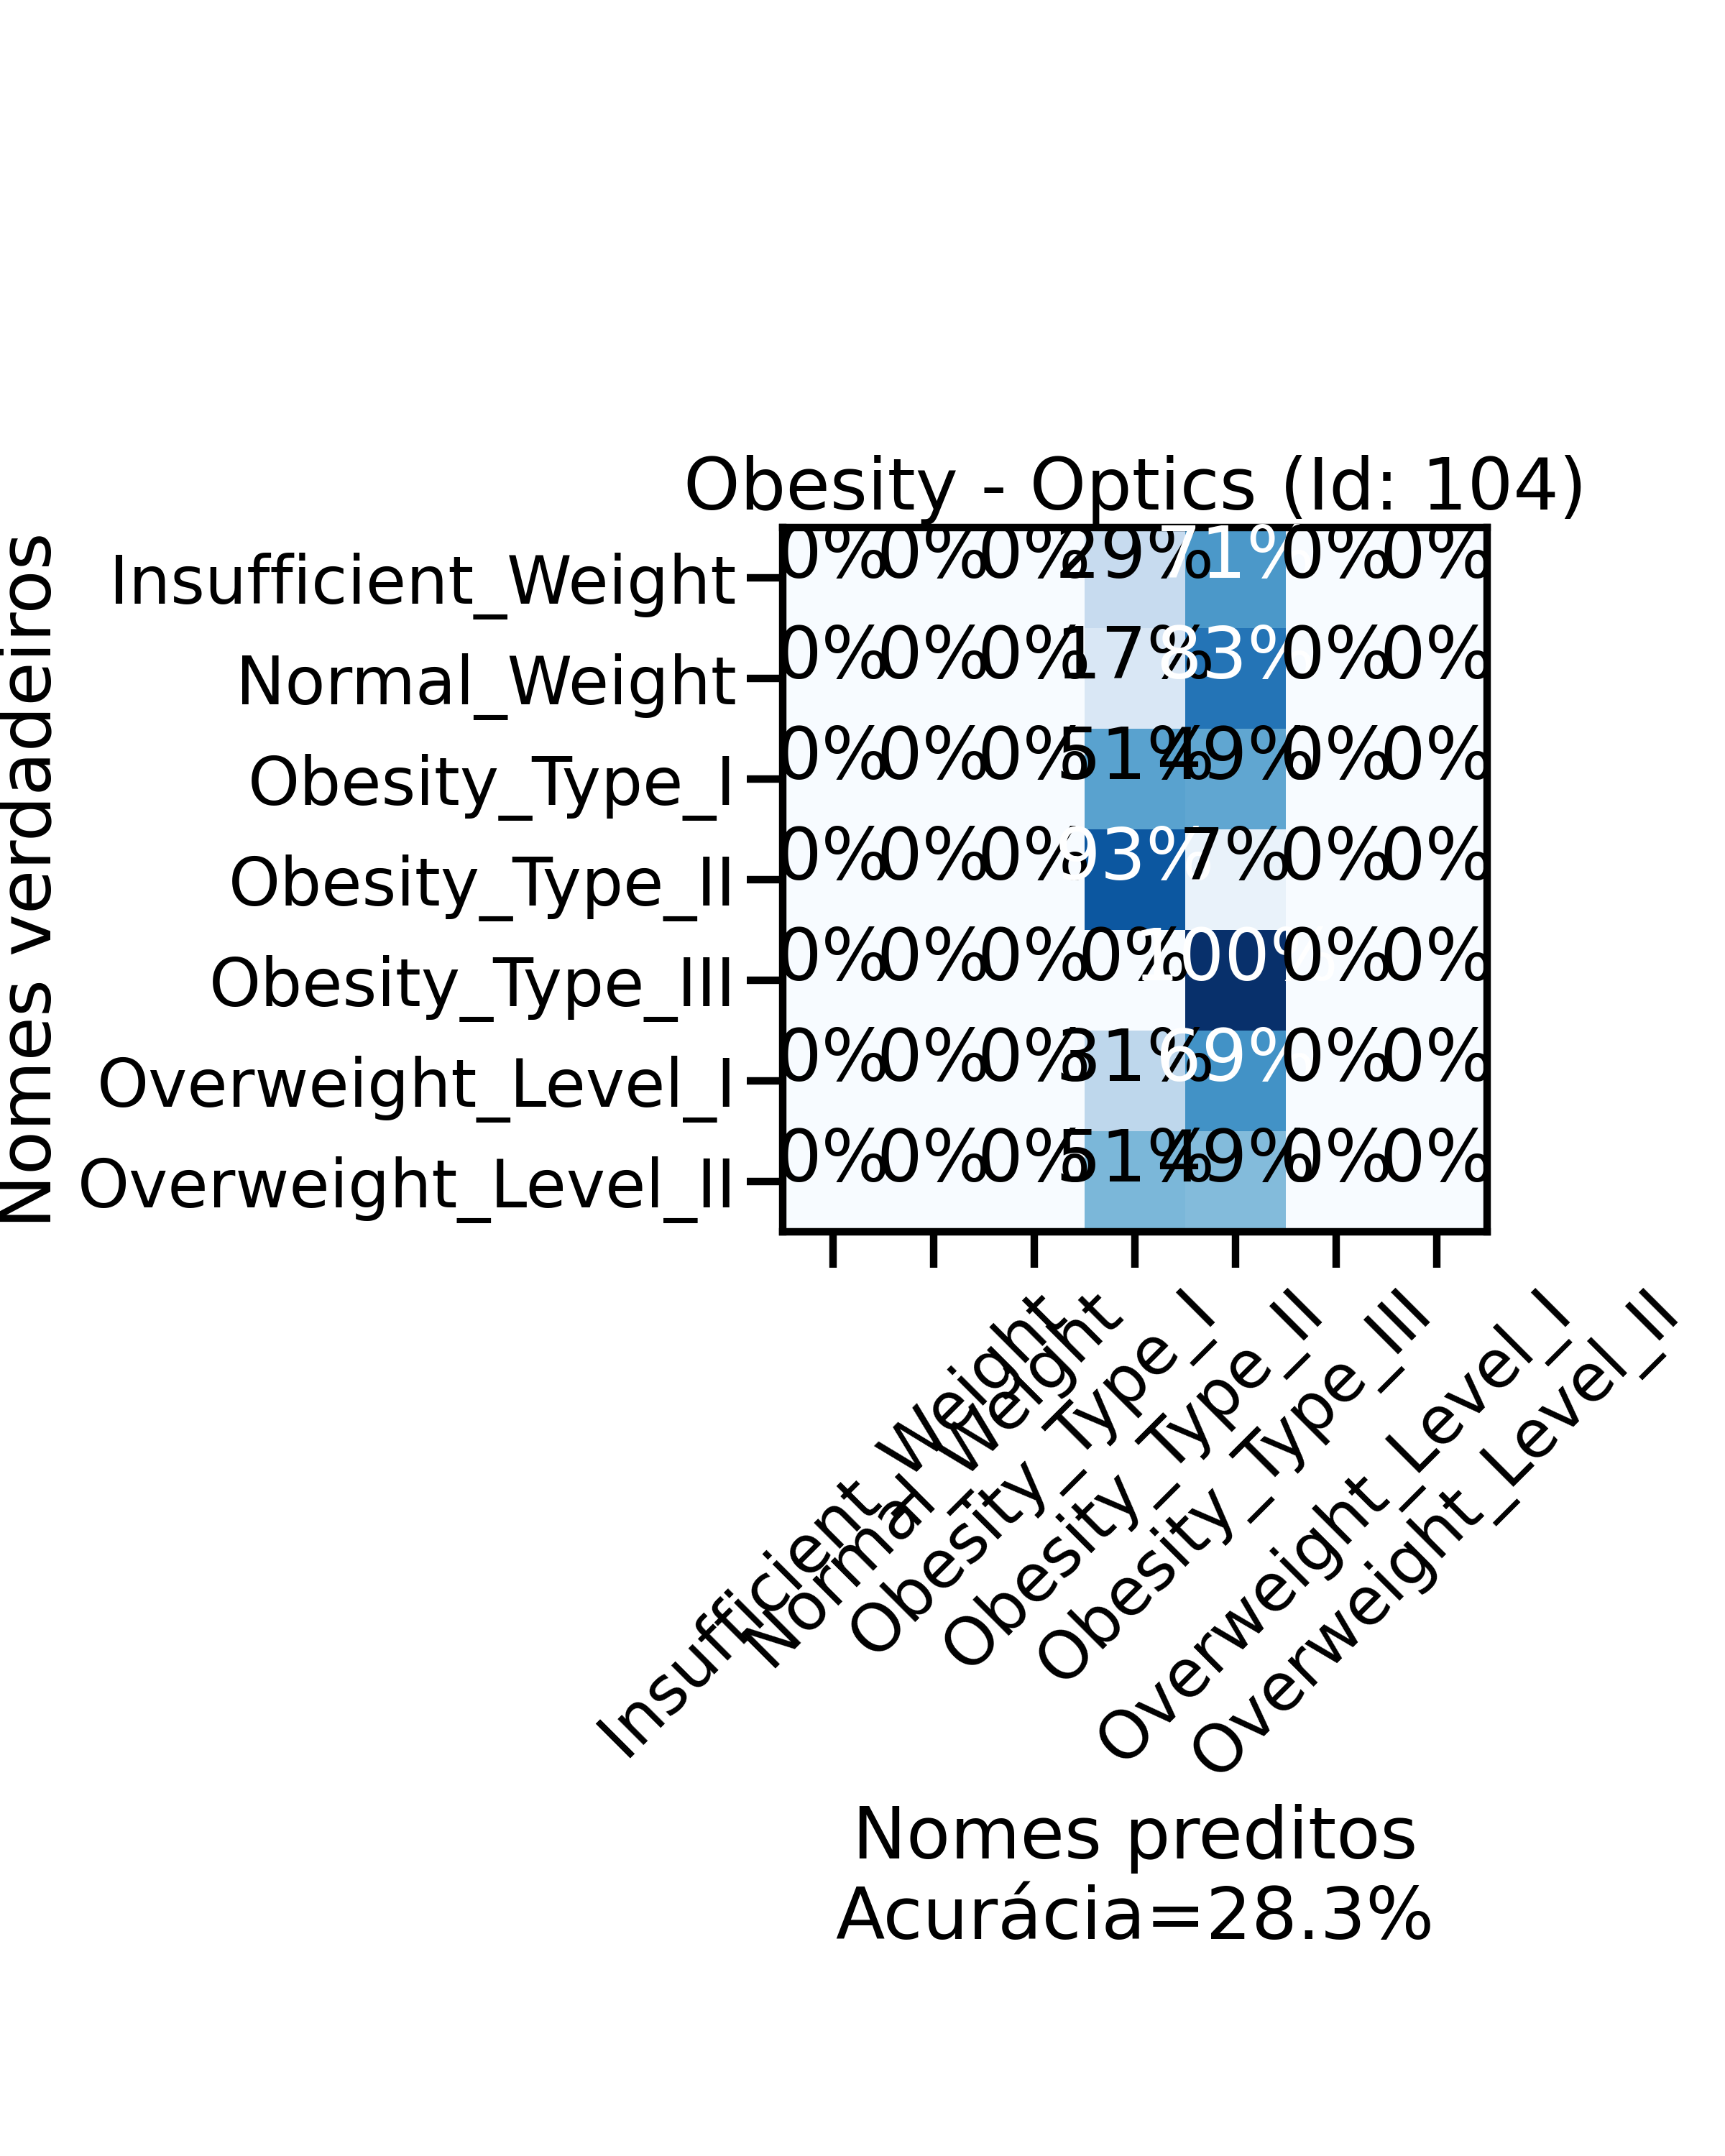 Obesity - Optics (Id: 104)
Nomes verdadeiros
Insufficient_Weight 0% 0% 0% 29% 71% 0% 0%
Normal_Weight 0% 0% 0% 17% 83% 0% 0%
Obesity_Type_I 0% 0% 0% 51% 49% 0% 0%
Obesity_Type_II 0% 0% 0% 93% 7% 0% 0%
Obesity_Type_III 0% 0% 0% 0% 100% 0% 0%
Overweight_Level_I 0% 0% 0% 31% 69% 0% 0%
Overweight_Level_II 0% 0% 0% 51% 49% 0% 0%
Insufficient_Weight
Normal_Weight
Obesity_Type_I
Obesity_Type_II
Obesity_Type_III
Overweight_Level_I
Overweight_Level_II
Nomes preditos
Acurácia=28.3%